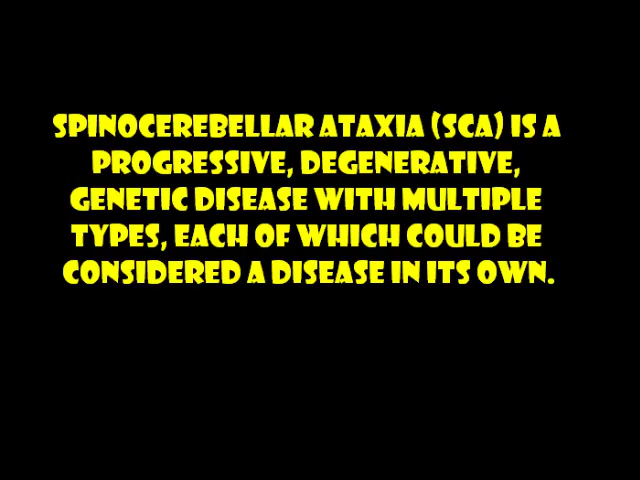 SPINOCEREBELLAR ATAXIA (SCA) IS A
PROGRESSIVE, DEGENERATIVE,
GENETIC DISEASE WITH MULTIPLE
TYPES, EACH OF WHICH COULD BE
CONSIDERED A DISEASE IN ITS OWN.